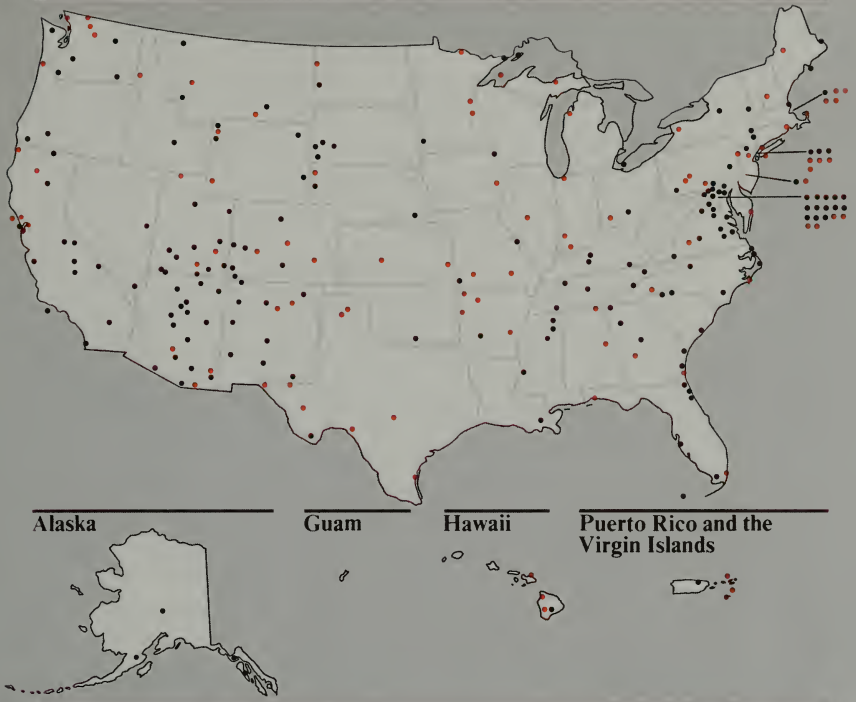 Alaska
Guam
Hawaii
Puerto Rico and the
Virgin Islands